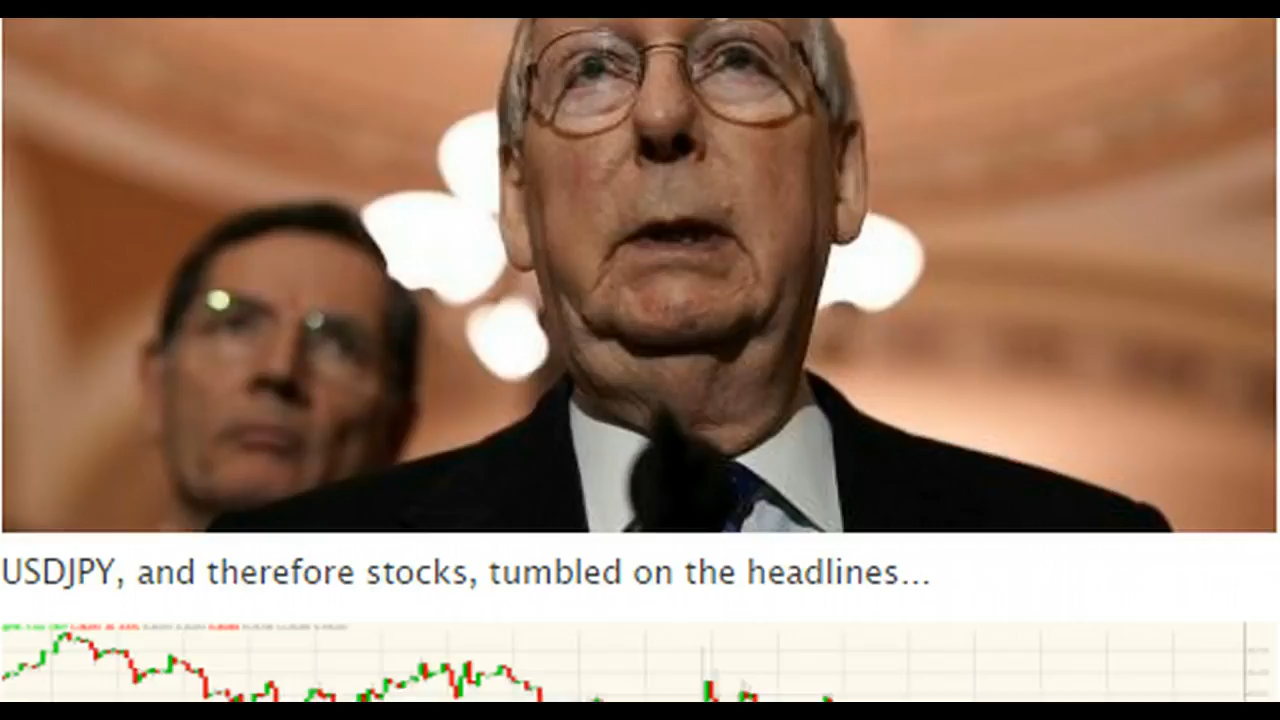 USDJPY, and therefore stocks, tumbled on the headlines...